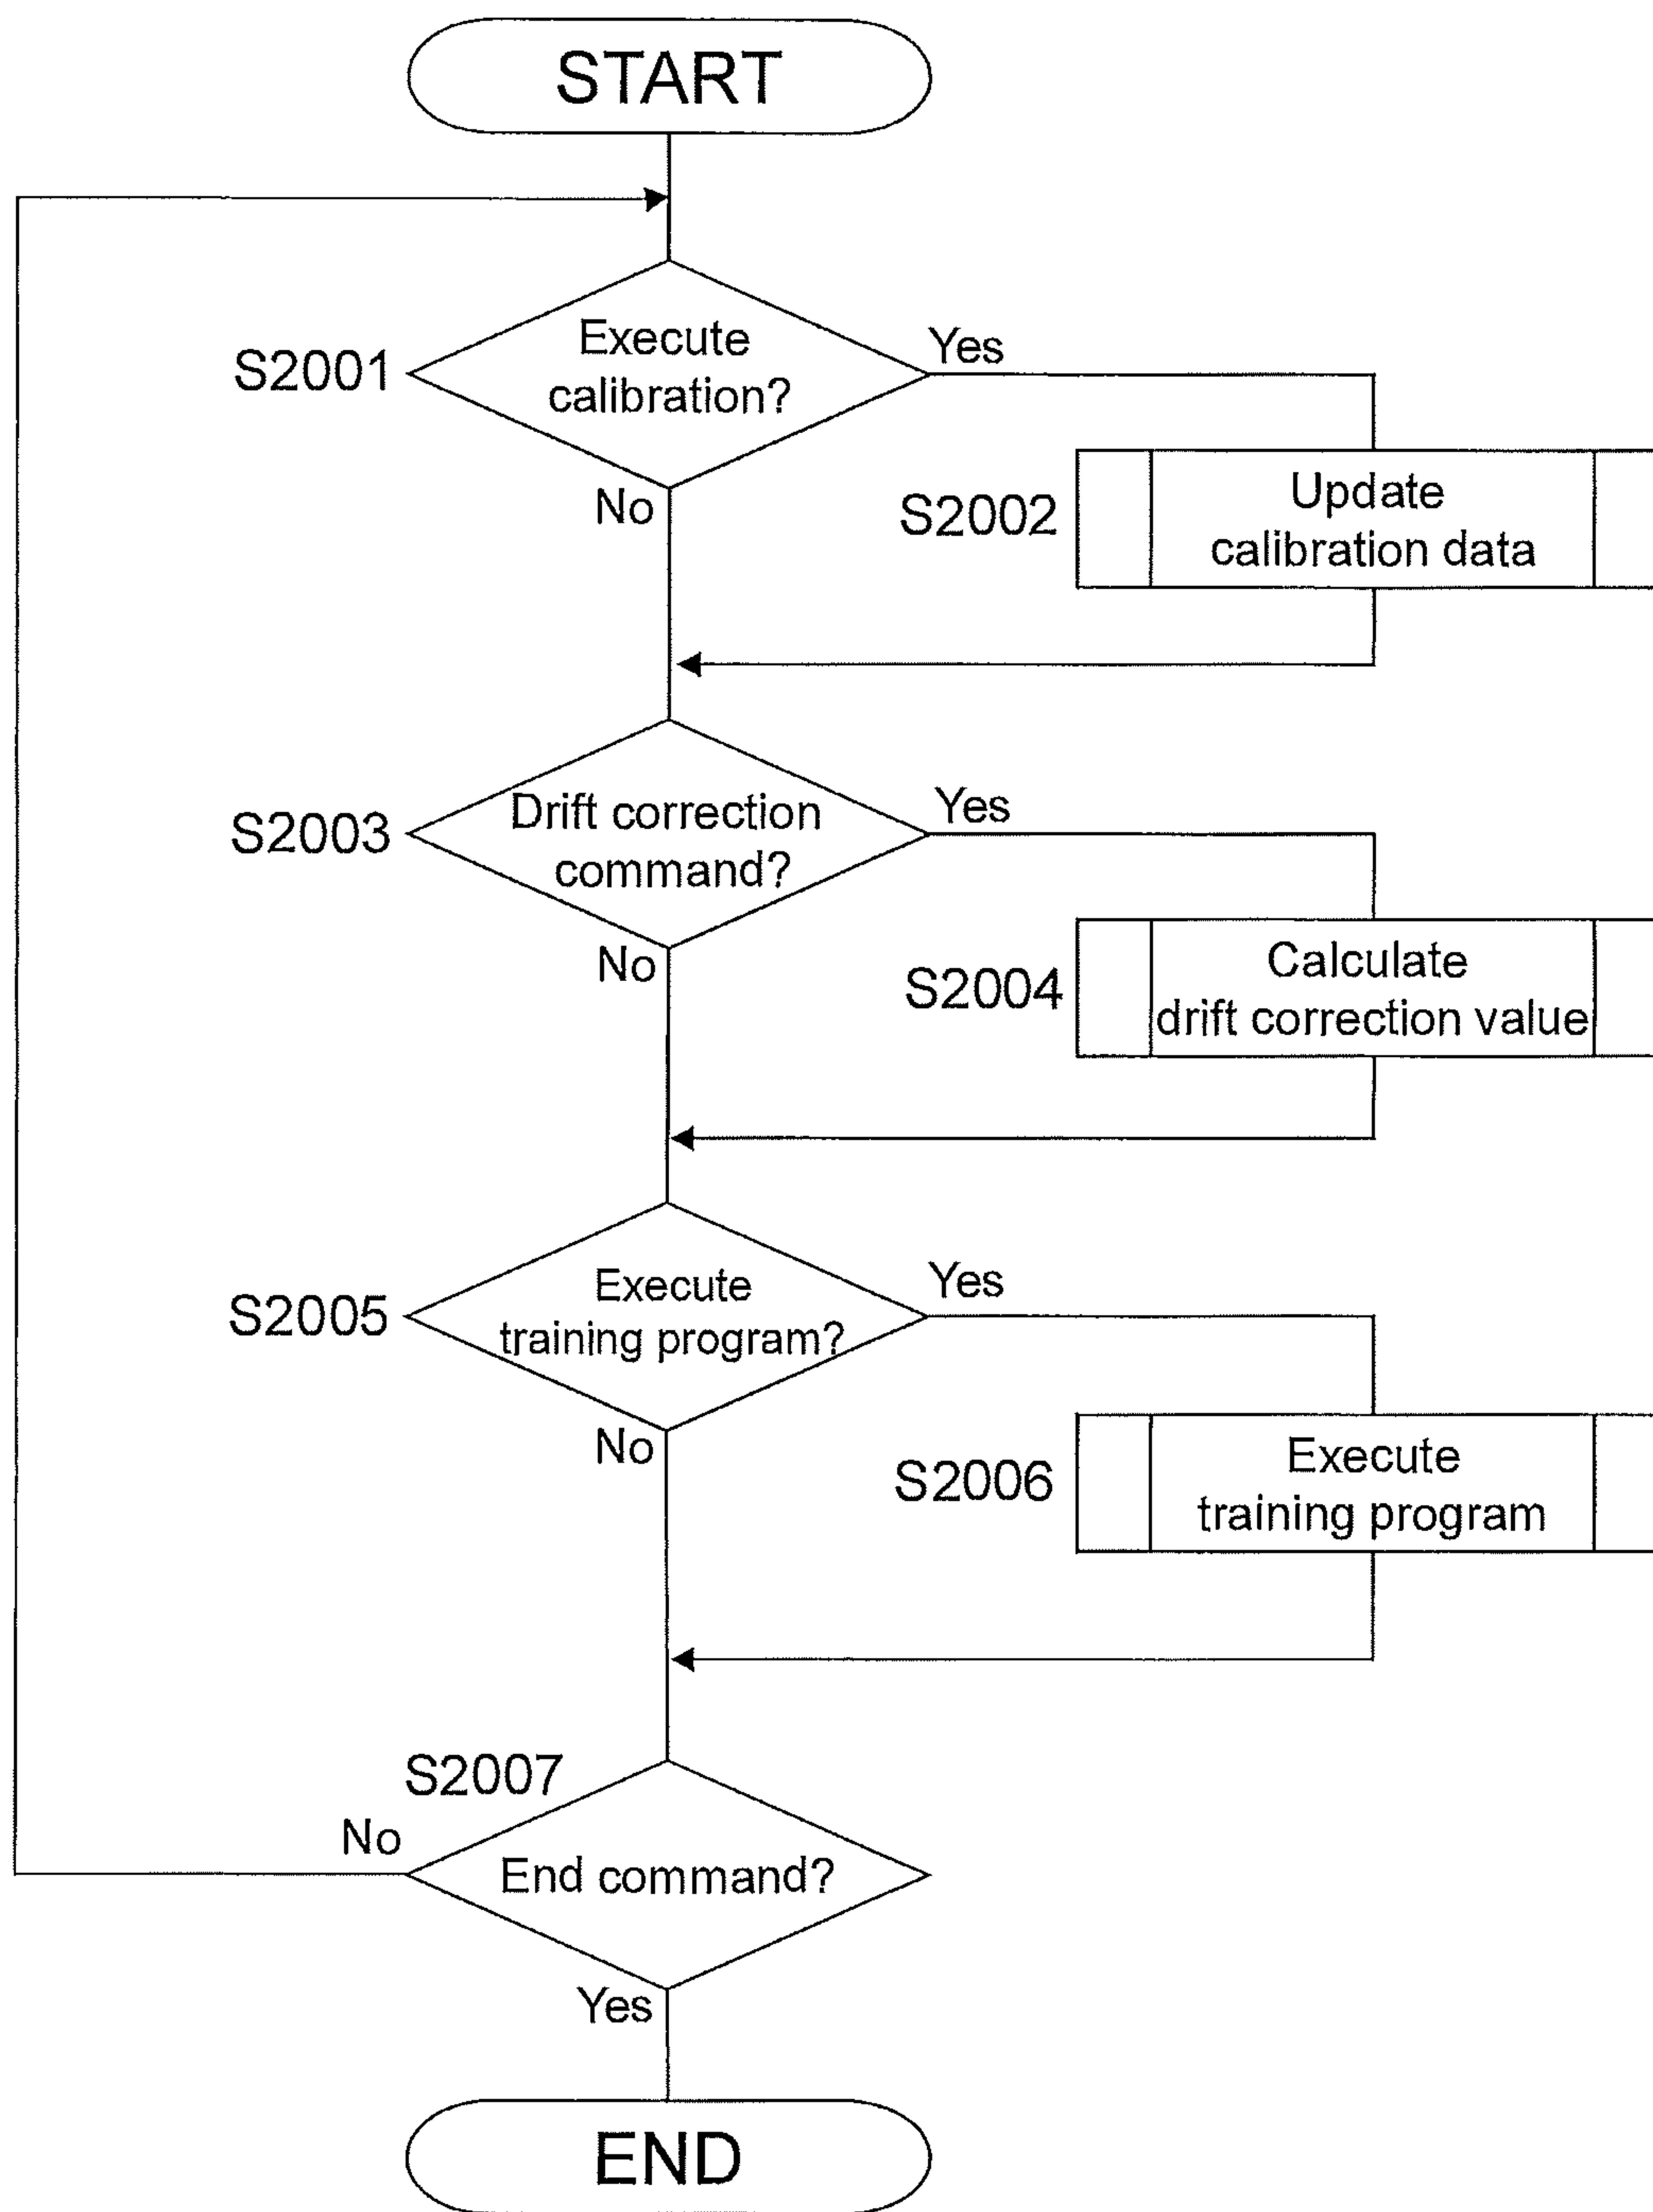 START
S2001
Execute
calibration?
Yes
No
S2002
Update
calibration data
S2003
Drift correction
command?
Yes
No
S2004
Calculate
drift correction value
S2005
Execute
training program?
Yes
No
S2006
Execute
training program
S2007
No
End command?
Yes
END